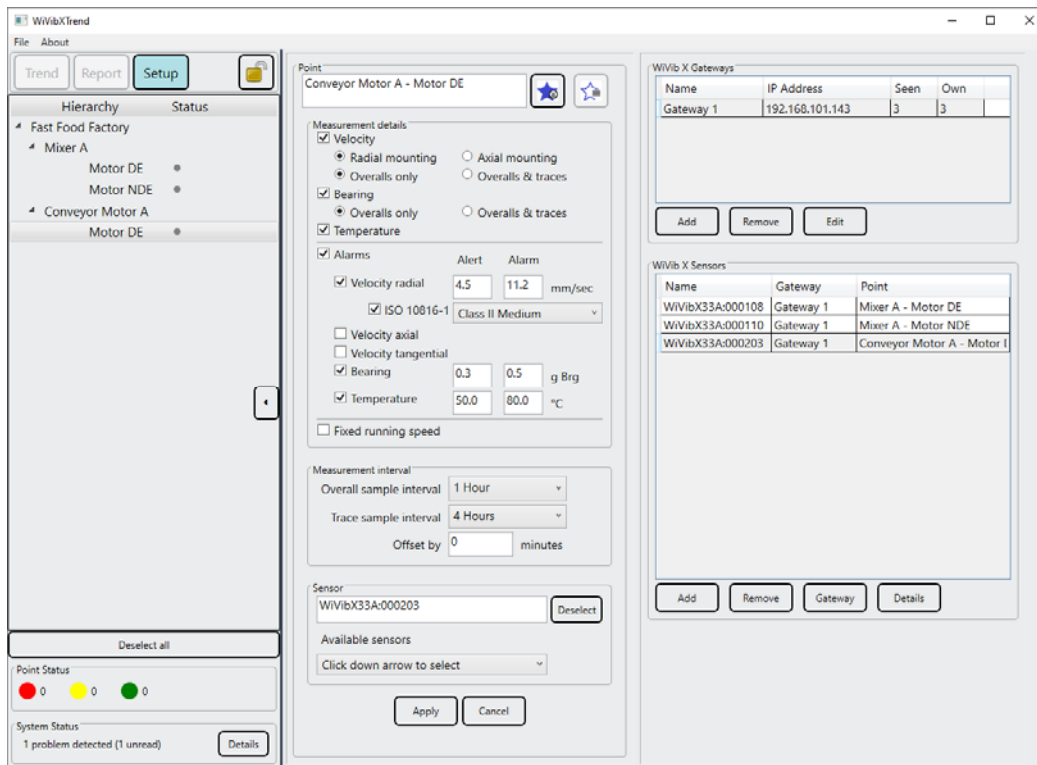 WiVibXTrend
File About
Trend Report Setup
Hierarchy Status
Fast Food Factory
Mixer A
Motor DE
Motor NDE
Conveyor Motor A
Motor DE
Deselect all
Point Status
0 0 0
System Status
1 problem detected (1 unread) Details
Point
Conveyor Motor A - Motor DE
Measurement details
Velocity
Radial mounting Axial mounting
Overalls only Overalls & traces
Bearing
Overalls only Overalls & traces
Temperature
Alarms Alert Alarm
Velocity radial 4.5 11.2 mm/sec
ISO 10816-1 Class II Medium
Velocity axial
Velocity tangential
Bearing 0.3 0.5 g Brg
Temperature 50.0 80.0 °C
Fixed running speed
Measurement interval
Overall sample interval 1 Hour
Trace sample interval 4 Hours
Offset by 0 minutes
Sensor
WiVibX33A:000203 Deselect
Available sensors
Click down arrow to select
Apply Cancel
WiVib X Gateways
Name IP Address Seen Own
Gateway 1 192.168.101.143 3 3
Add Remove Edit
WiVib X Sensors
Name Gateway Point
WiVibX33A:000108 Gateway 1 Mixer A - Motor DE
WiVibX33A:000110 Gateway 1 Mixer A - Motor NDE
WiVibX33A:000203 Gateway 1 Conveyor Motor A - Motor
Add Remove Gateway Details